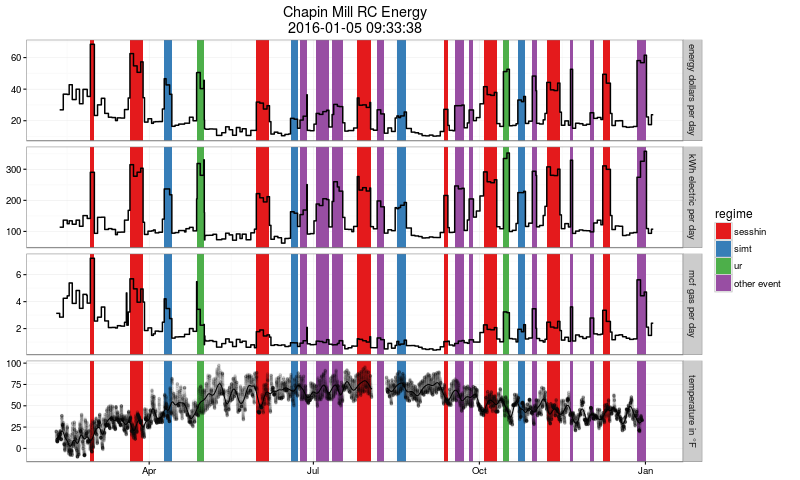 Chapin Mill RC Energy
2016-01-05 09:33:38
60
40
20
energy dollars per day
300
200
100
kWh electric per day
6
4
2
mcf gas per day
100
75
50
25
0
temperature in °F
Apr
Jul
Oct
Jan
regime
sesshin
simt
ur
other event